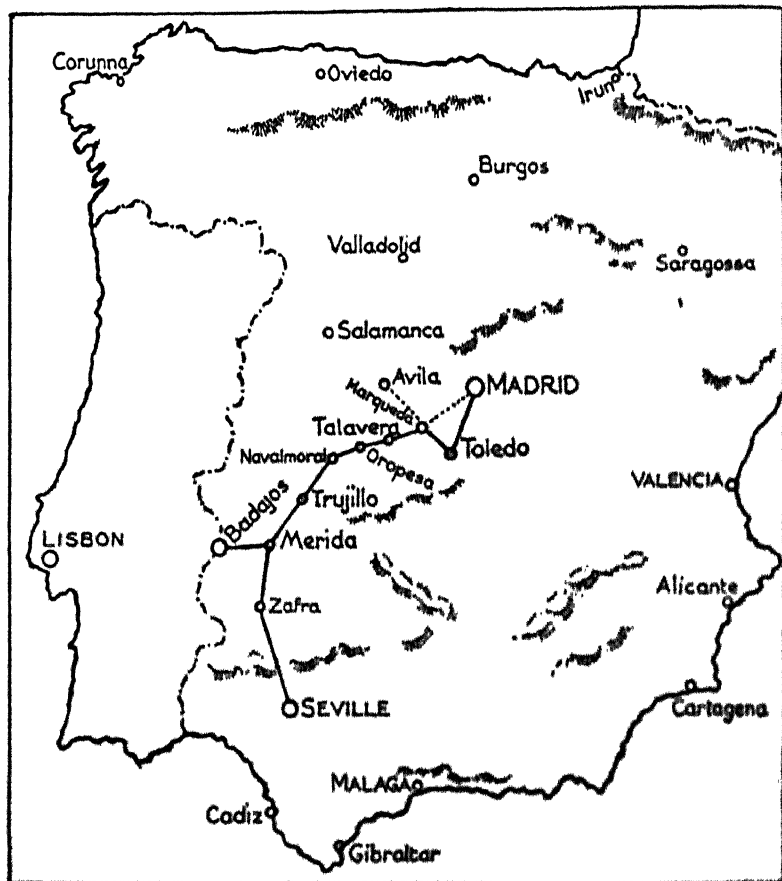 Corunna
Oviedo
Irun
Burgos
Valladolid
Saragossa
Salamanca
Avila
MADRID
Marqueda
Talavera
Toledo
Navalmoral
Oropesa
VALENCIA
Badajos
Trujillo
LISBON
Merida
Alicante
Zafra
SEVILLE
Cartagena
MALAGA
Cadiz
Gibraltar